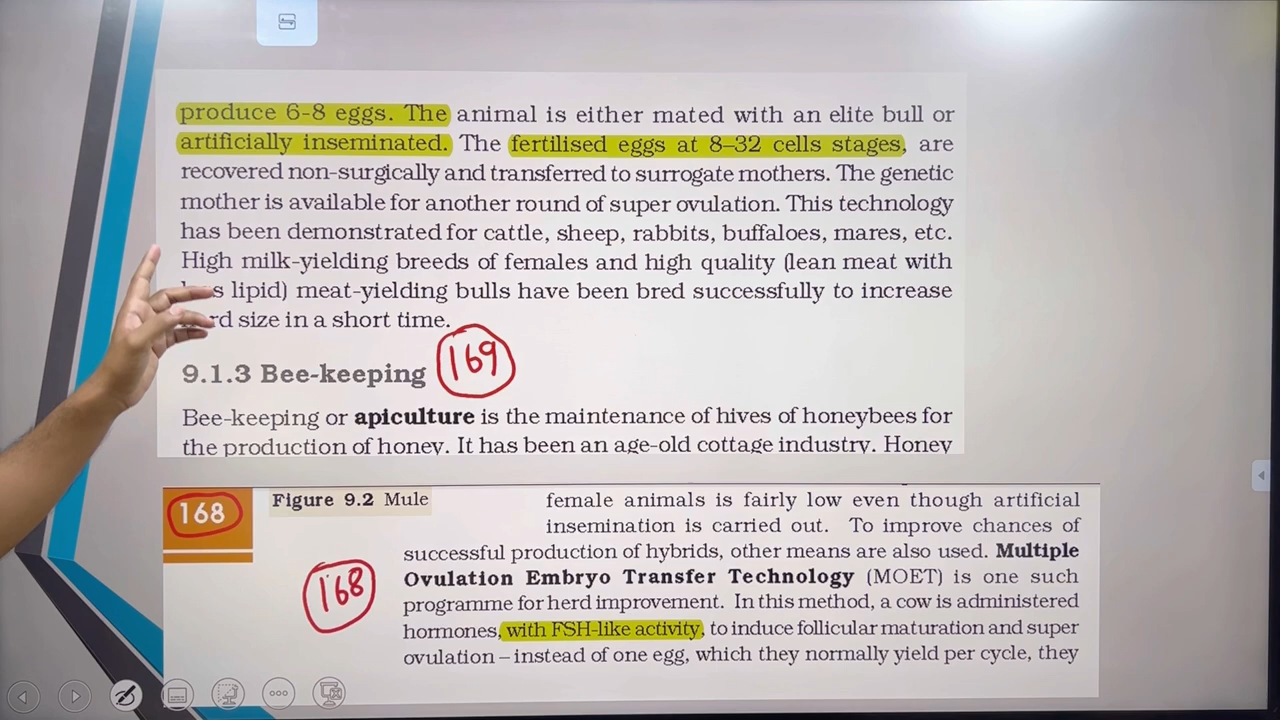 produce 6-8 eggs. The animal is either mated with an elite bull or
artificially inseminated. The fertilised eggs at 8–32 cells stages, are
recovered non-surgically and transferred to surrogate mothers. The genetic
mother is available for another round of super ovulation. This technology
has been demonstrated for cattle, sheep, rabbits, buffaloes, mares, etc.
High milk-yielding breeds of females and high quality (lean meat with
lipid) meat-yielding bulls have been bred successfully to increase
size in a short time.
9.1.3 Bee-keeping 169
Bee-keeping or apiculture is the maintenance of hives of honeybees for
the production of honey. It has been an age-old cottage industry. Honey
168
Figure 9.2 Mule
female animals is fairly low even though artificial
insemination is carried out. To improve chances of
successful production of hybrids, other means are also used. Multiple
168
Ovulation Embryo Transfer Technology (MOET) is one such
programme for herd improvement. In this method, a cow is administered
hormones, with FSH-like activity, to induce follicular maturation and super
ovulation – instead of one egg, which they normally yield per cycle, they